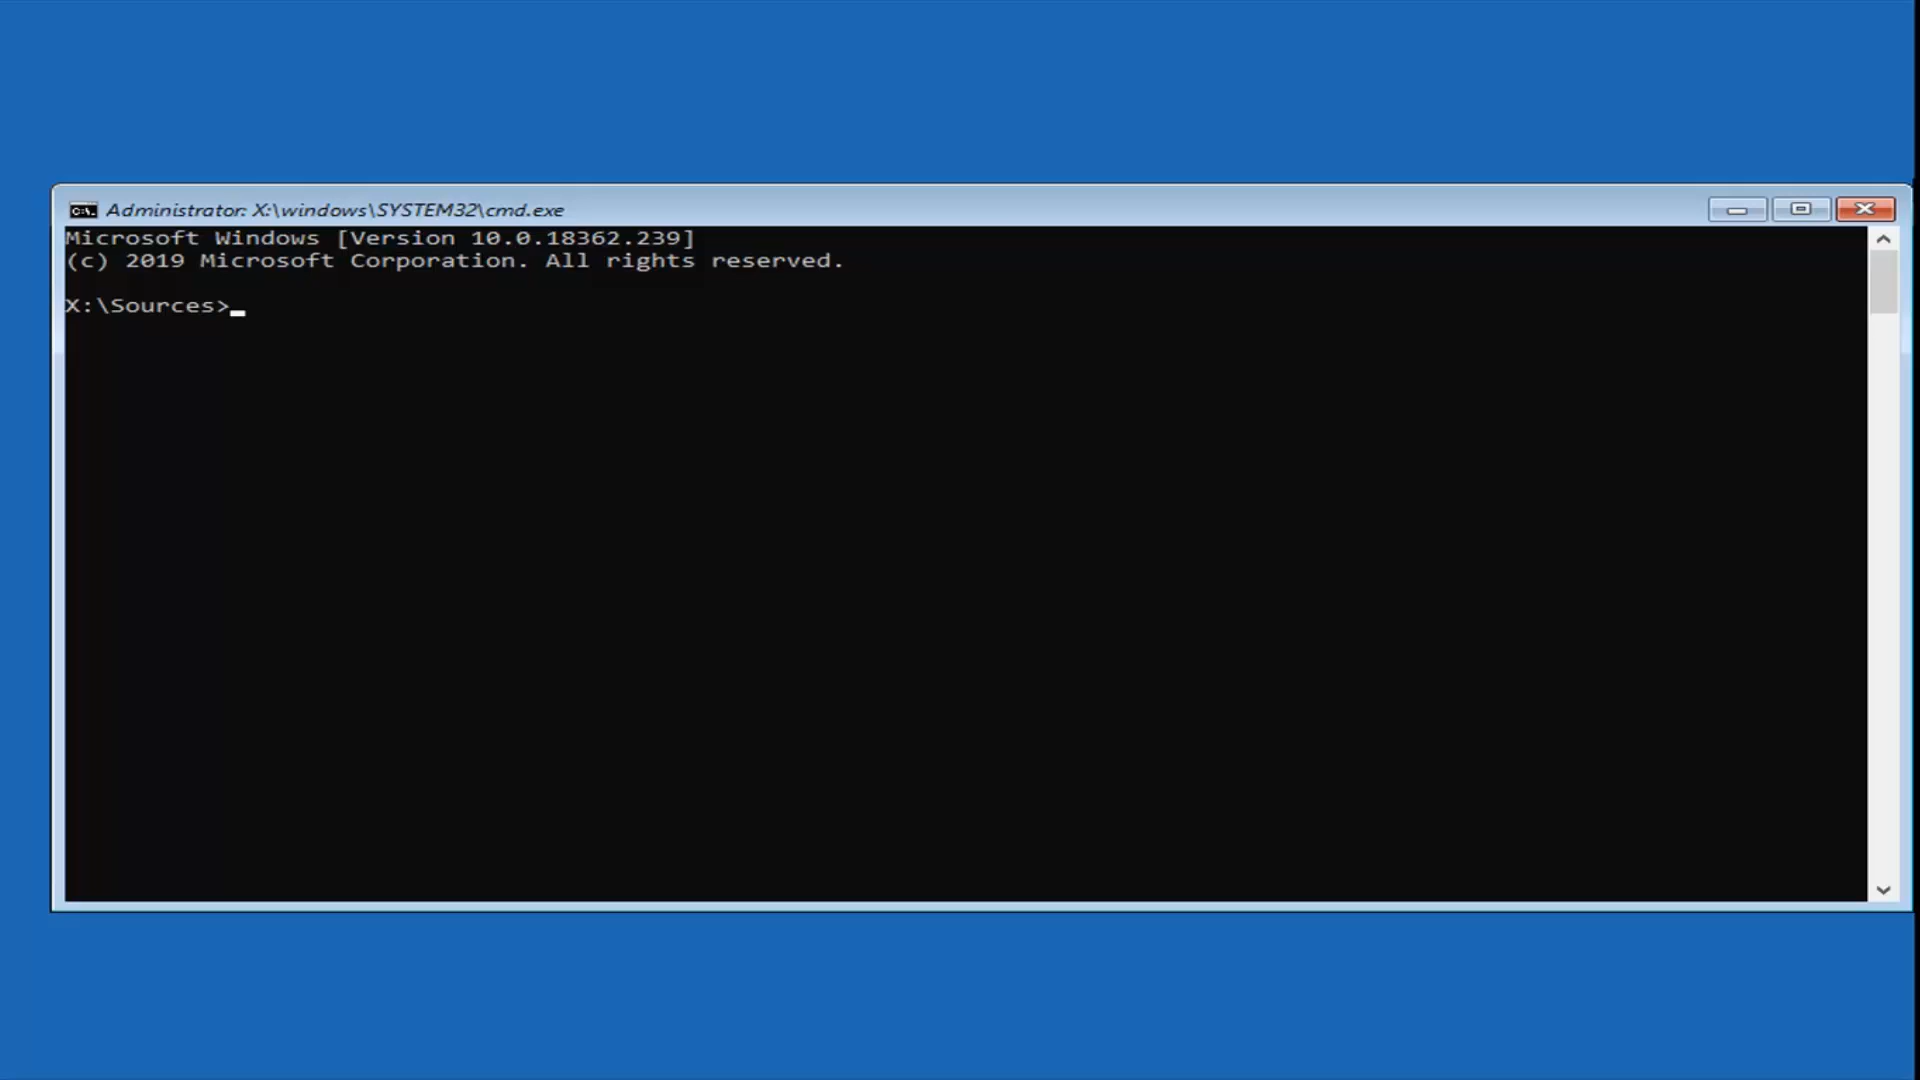 Administrator: X:\windows\SYSTEM32\cmd.exe
Microsoft Windows [Version 10.0.18362.239]
(c) 2019 Microsoft Corporation. All rights reserved.
X:\Sources>